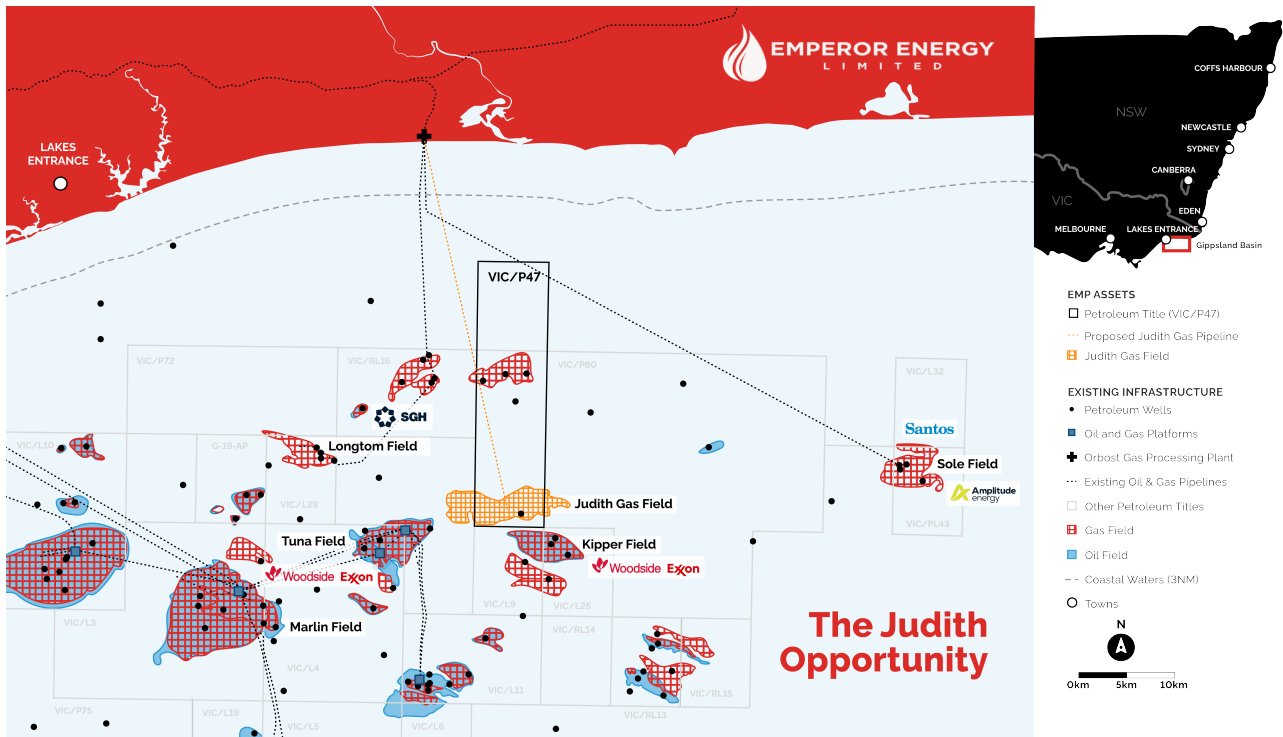 EMPEROR ENERGY
LIMITED
LAKES
ENTRANCE
VIC/P47
VIC/P72
VIC/RL16
VIC/P80
VIC/L32
SGH
Santos
VIC/L10
G-19-AP
Longtom Field
Sole Field
Amplitude
energy
VIC/L29
Judith Gas Field
VIC/PL43
Tuna Field
Kipper Field
Woodside
Exxon
Woodside
Exxon
VIC/L9
VIC/L25
VIC/L3
Marlin Field
VIC/RL14
The Judith
Opportunity
VIC/L4
VIC/L11
VIC/RL15
VIC/P75
VIC/L19
VIC/L5
VIC/L6
VIC/RL13
COFFS HARBOUR
NSW
NEWCASTLE
SYDNEY
CANBERRA
VIC
EDEN
MELBOURNE
LAKES ENTRANCE
Gippsland Basin
EMP ASSETS
Petroleum Title (VIC/P47)
Proposed Judith Gas Pipeline
Judith Gas Field
EXISTING INFRASTRUCTURE
Petroleum Wells
Oil and Gas Platforms
Orbost Gas Processing Plant
Existing Oil & Gas Pipelines
Other Petroleum Titles
Gas Field
Oil Field
Coastal Waters (3NM)
Towns
N
0km 5km 10km